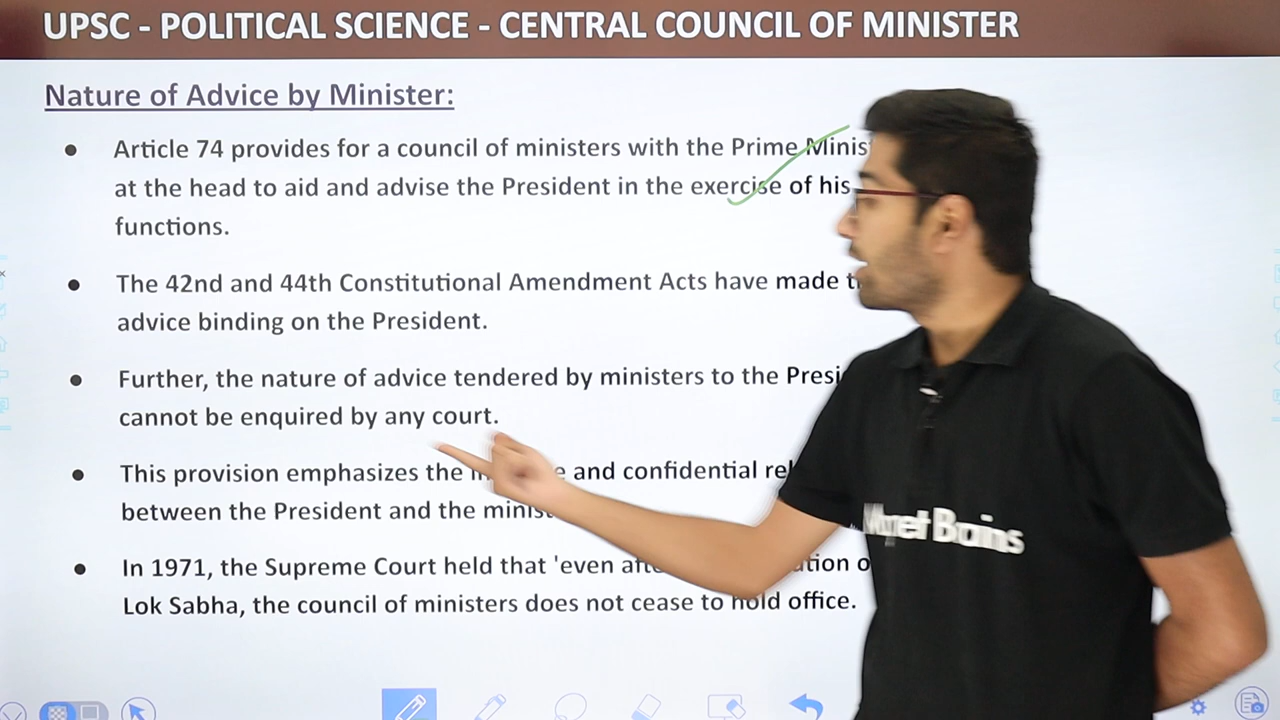 UPSC - POLITICAL SCIENCE - CENTRAL COUNCIL OF MINISTER
Nature of Advice by Minister:
● Article 74 provides for a council of ministers with the Prime Minis
at the head to aid and advise the President in the exercise of his
functions.
● The 42nd and 44th Constitutional Amendment Acts have made
advice binding on the President.
● Further, the nature of advice tendered by ministers to the Presi
cannot be enquired by any court.
● This provision emphasizes the and confidential rel
between the President and the minis
● In 1971, the Supreme Court held that 'even
Lok Sabha, the council of ministers does not cease to hold office.
Magnet Brains